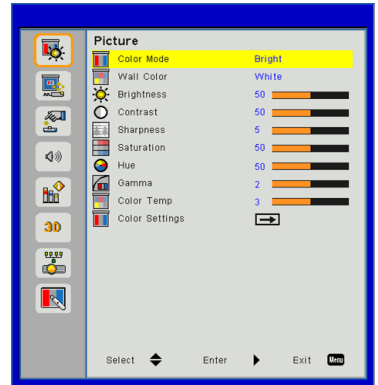 Picture
Color Mode Bright
Wall Color White
Brightness 50
Contrast 50
Sharpness 5
Saturation 50
Hue 50
Gamma 2
Color Temp 3
Color Settings
3D
Select Enter Exit Menu